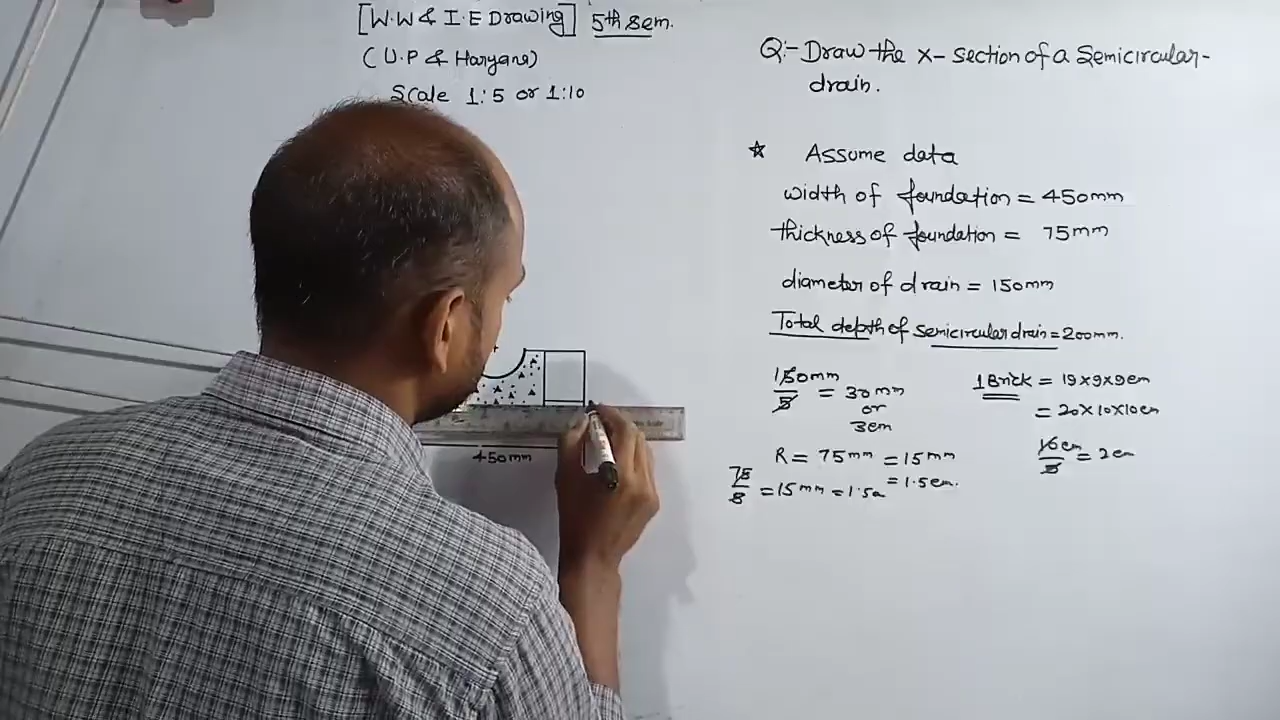 [W.W & I.E Drawing] 5th Sem.
(U.P & Haryana)
Scale 1:5 or 1:10
Q:- Draw the X-section of a Semicircular-
drain.
☆ Assume data
width of foundation = 450mm
thickness of foundation = 75mm
diameter of drain = 150mm
Total depth of semicircular drain = 200mm.
150mm/5 = 30mm
or
3cm
R = 75mm = 15mm
= 1.5cm.
75/5 = 15mm = 1.5c
1 Brick = 19x9x9cm
= 20x10x10cm
10cm/5 = 2cm
450mm